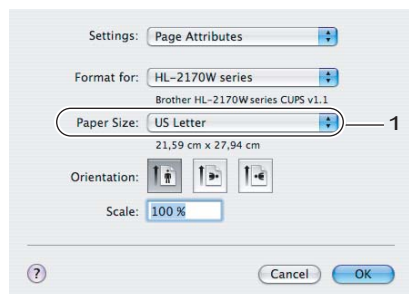 Settings: Page Attributes
Format for: HL-2170W series
Brother HL-2170W series CUPS v1.1
Paper Size: US Letter 1
21,59 cm x 27,94 cm
Orientation:
Scale: 100 %
? Cancel OK